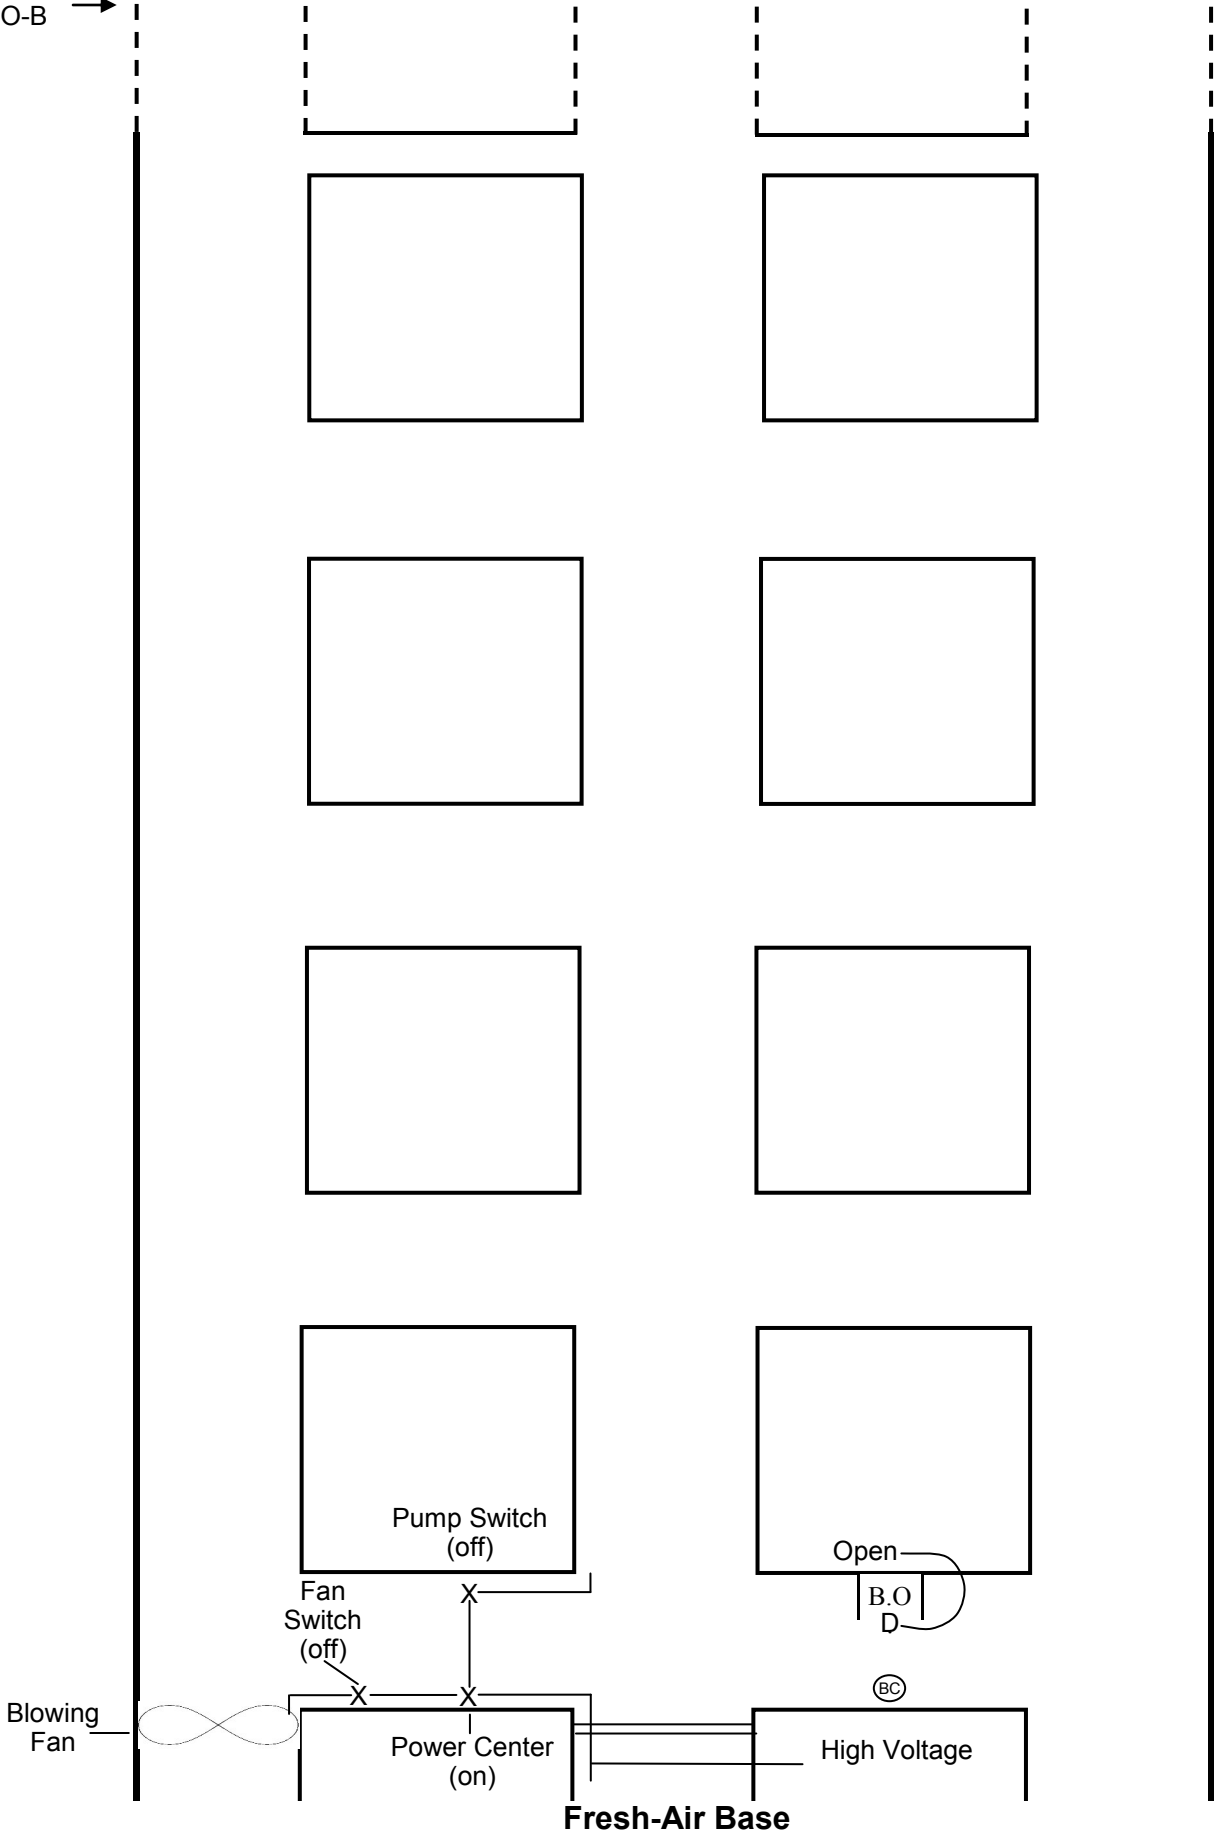 O-B
Pump Switch
(off)
Open
B.O
D
Fan
Switch
(off)
X
X
X
BC
Blowing
Fan
Power Center
(on)
High Voltage
Fresh-Air Base